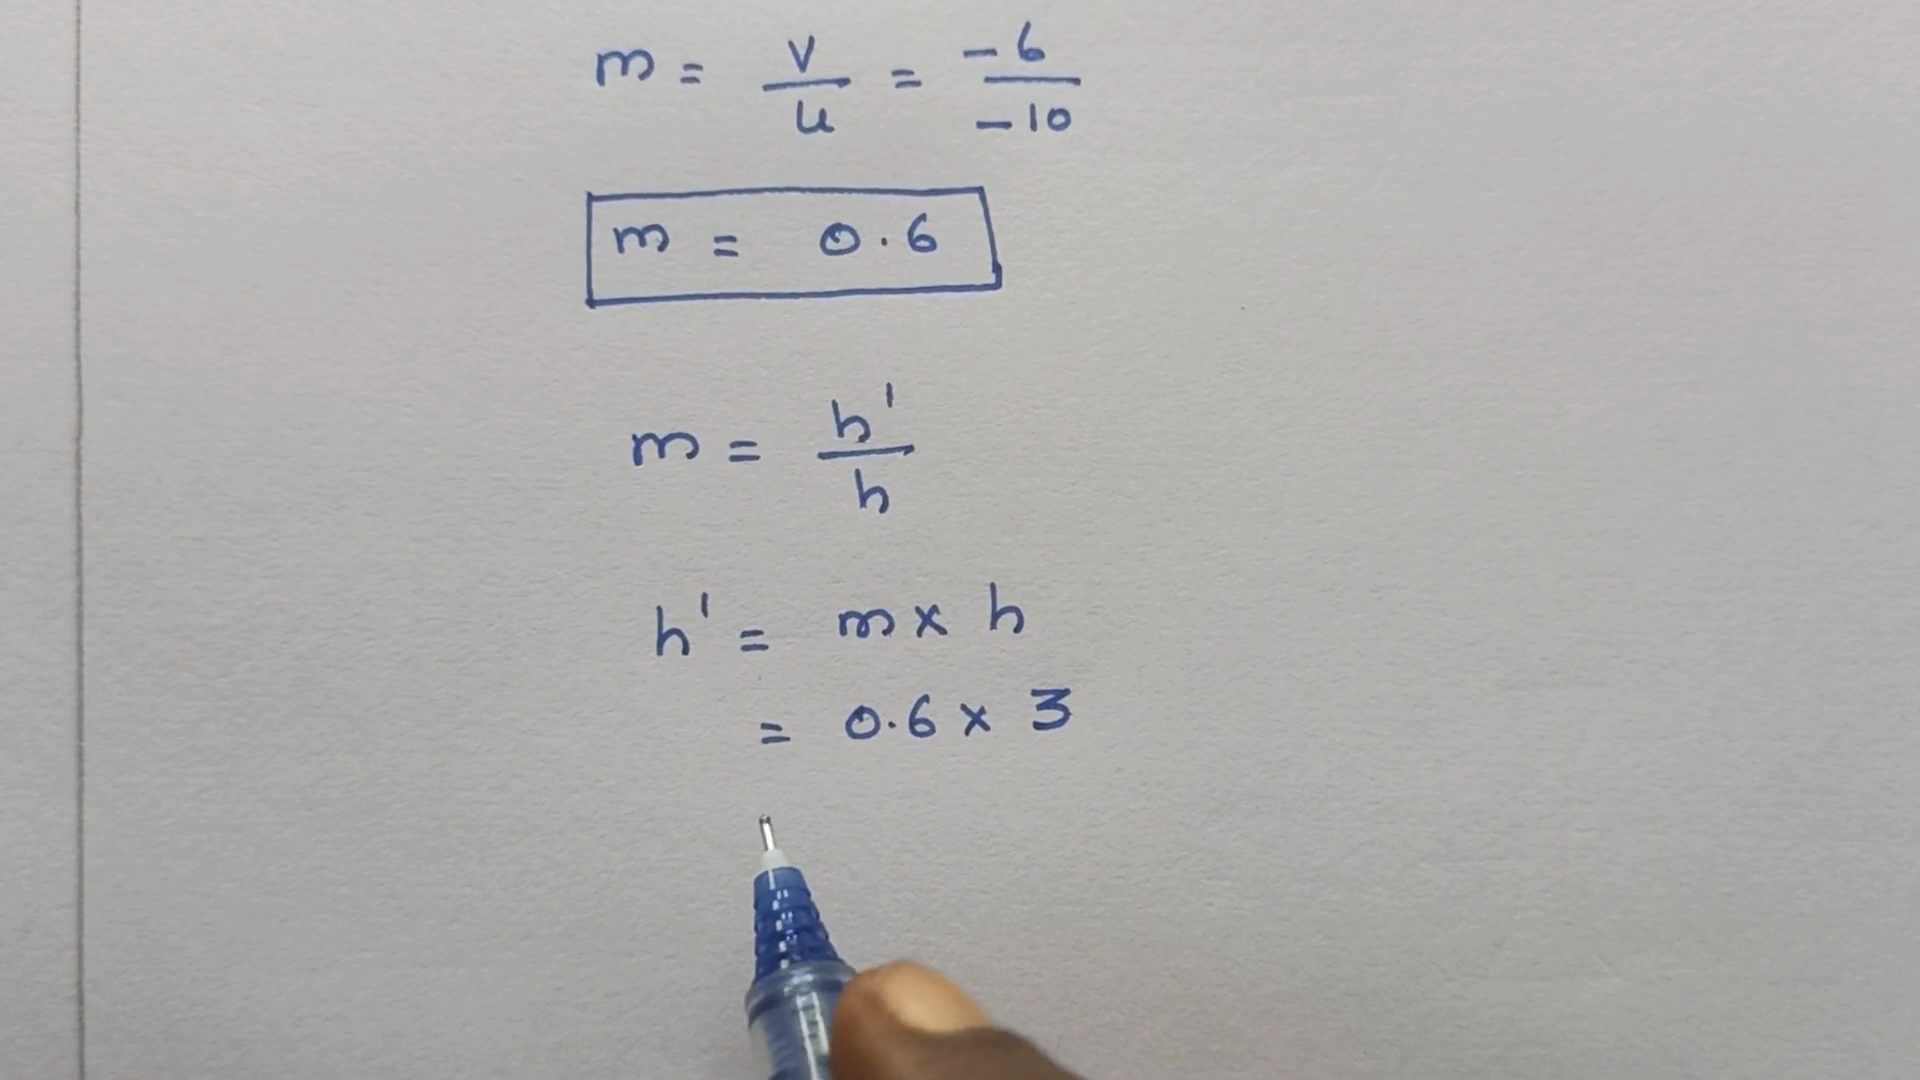 m = v/u = -6/-10
m = 0.6
m = h'/h
h' = m x h
= 0.6 x 3